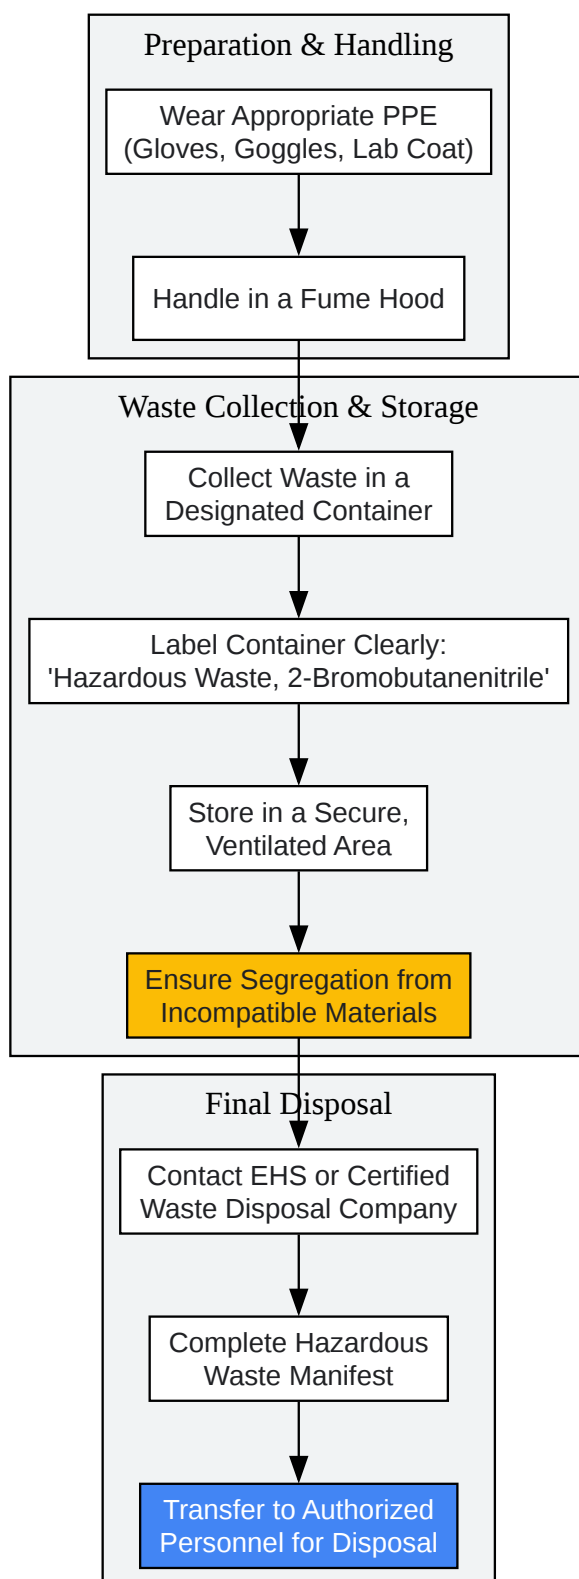 Preparation & Handling
Wear Appropriate PPE
(Gloves, Goggles, Lab Coat)
Handle in a Fume Hood
Waste Collection & Storage
Collect Waste in a
Designated Container
Label Container Clearly:
'Hazardous Waste, 2-Bromobutanenitrile'
Store in a Secure,
Ventilated Area
Ensure Segregation from
Incompatible Materials
Final Disposal
Contact EHS or Certified
Waste Disposal Company
Complete Hazardous
Waste Manifest
Transfer to Authorized
Personnel for Disposal